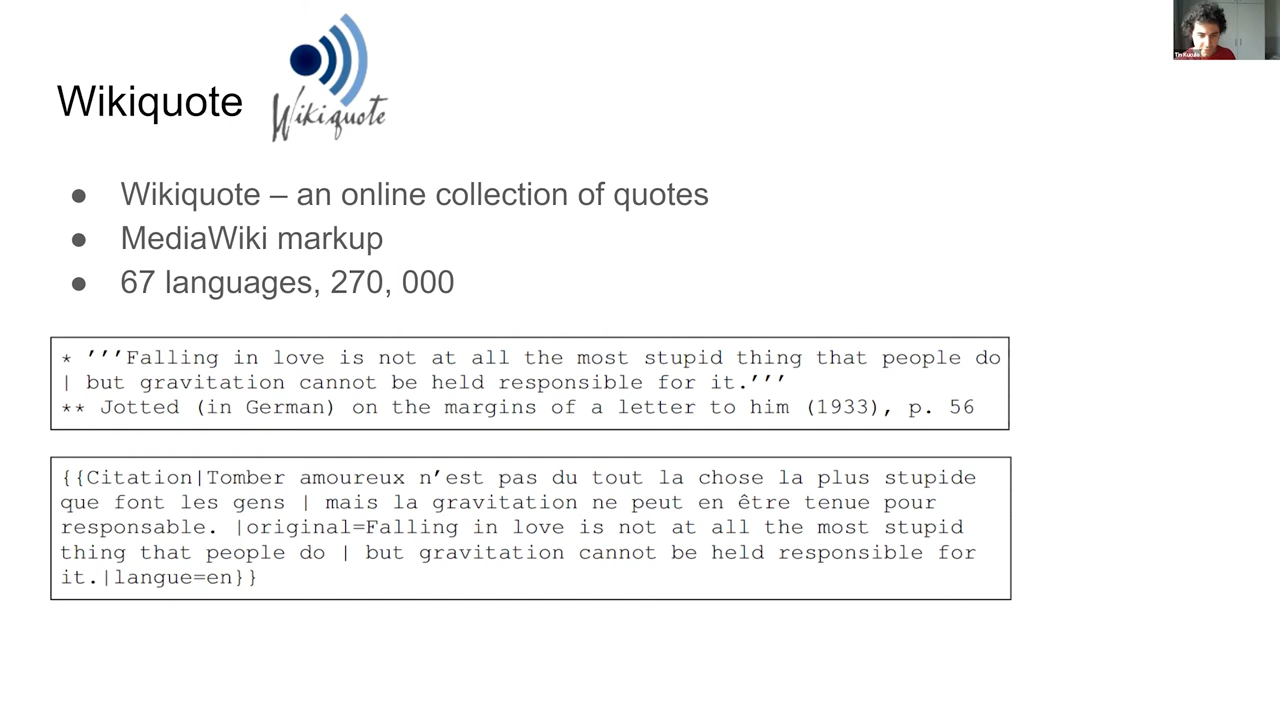 Wikiquote
Wikiquote
● Wikiquote – an online collection of quotes
● MediaWiki markup
● 67 languages, 270, 000
* ’’’Falling in love is not at all the most stupid thing that people do
| but gravitation cannot be held responsible for it.’’’
** Jotted (in German) on the margins of a letter to him (1933), p. 56
{{Citation|Tomber amoureux n’est pas du tout la chose la plus stupide
que font les gens | mais la gravitation ne peut en être tenue pour
responsable. |original=Falling in love is not at all the most stupid
thing that people do | but gravitation cannot be held responsible for
it.|langue=en}}